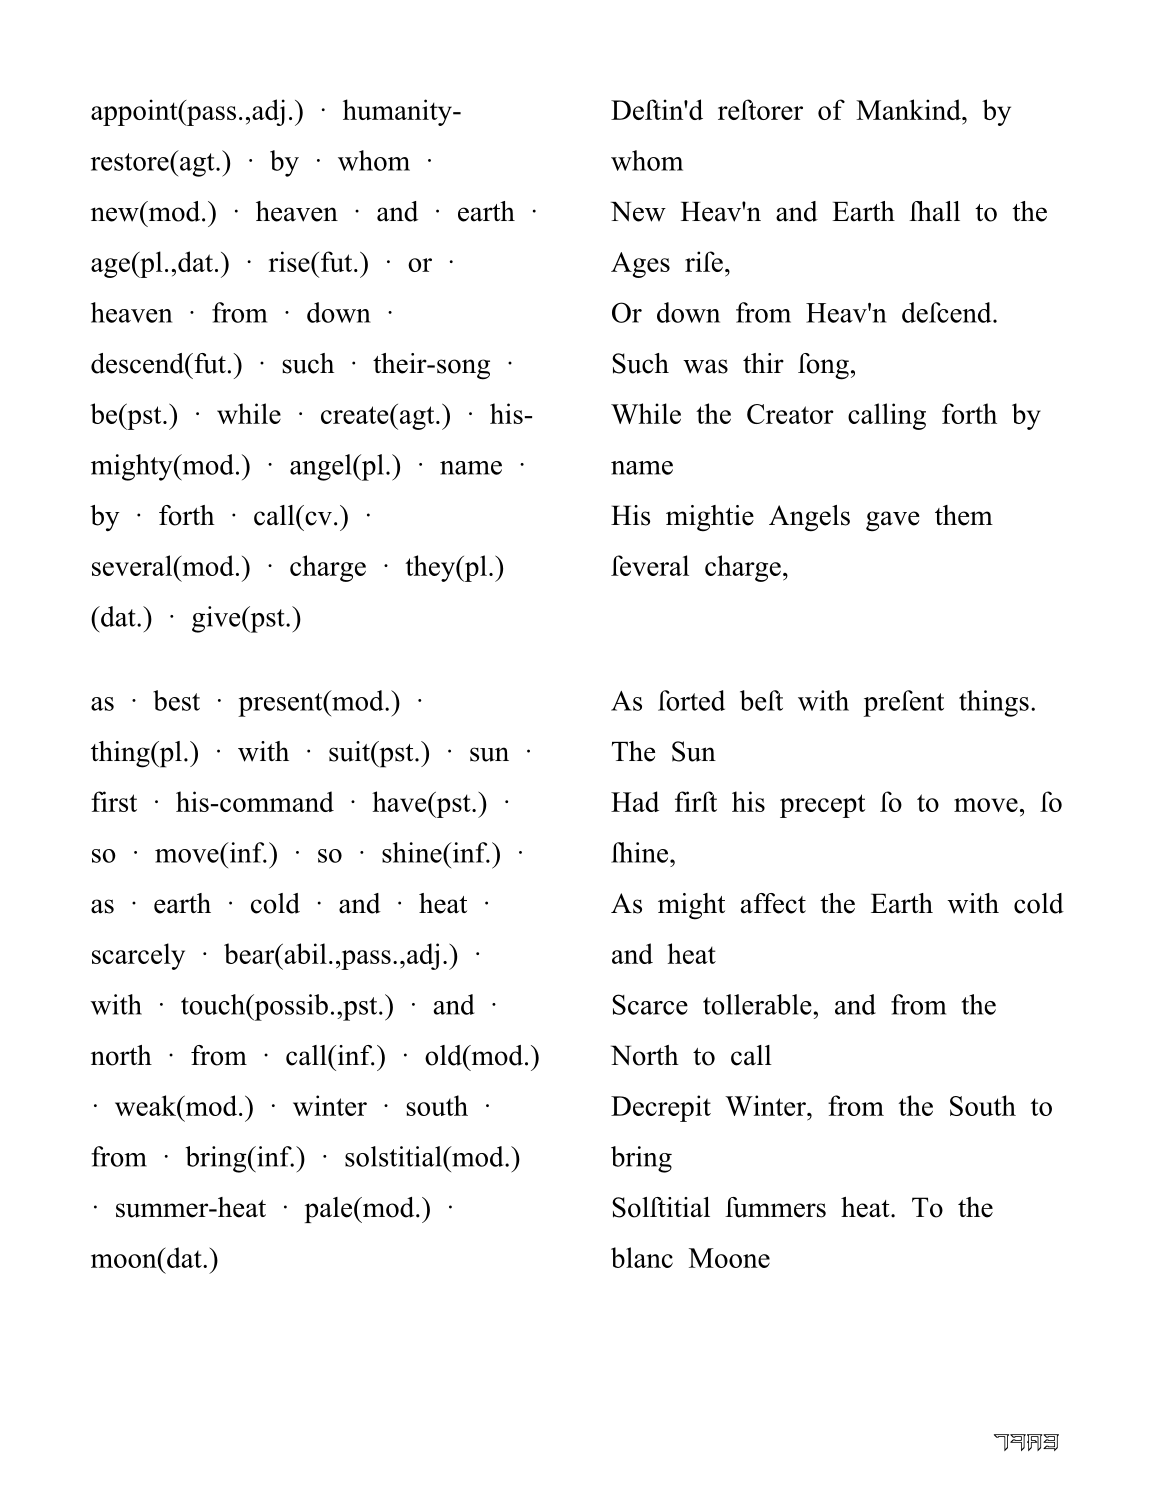 appoint(pass.,adj.) · humanity-
restore(agt.) · by · whom ·
new(mod.) · heaven · and · earth ·
age(pl.,dat.) · rise(fut.) · or ·
heaven · from · down ·
descend(fut.) · such · their-song ·
be(pst.) · while · create(agt.) · his-
mighty(mod.) · angel(pl.) · name ·
by · forth · call(cv.) ·
several(mod.) · charge · they(pl.)
(dat.) · give(pst.)
Deſtin'd reſtorer of Mankind, by
whom
New Heav'n and Earth ſhall to the
Ages riſe,
Or down from Heav'n deſcend.
Such was thir ſong,
While the Creator calling forth by
name
His mightie Angels gave them
ſeveral charge,
as · best · present(mod.) ·
thing(pl.) · with · suit(pst.) · sun ·
first · his-command · have(pst.) ·
so · move(inf.) · so · shine(inf.) ·
as · earth · cold · and · heat ·
scarcely · bear(abil.,pass.,adj.) ·
with · touch(possib.,pst.) · and ·
north · from · call(inf.) · old(mod.)
· weak(mod.) · winter · south ·
from · bring(inf.) · solstitial(mod.)
· summer-heat · pale(mod.) ·
moon(dat.)
As ſorted beſt with preſent things.
The Sun
Had firſt his precept ſo to move, ſo
ſhine,
As might affect the Earth with cold
and heat
Scarce tollerable, and from the
North to call
Decrepit Winter, from the South to
bring
Solſtitial ſummers heat. To the
blanc Moone